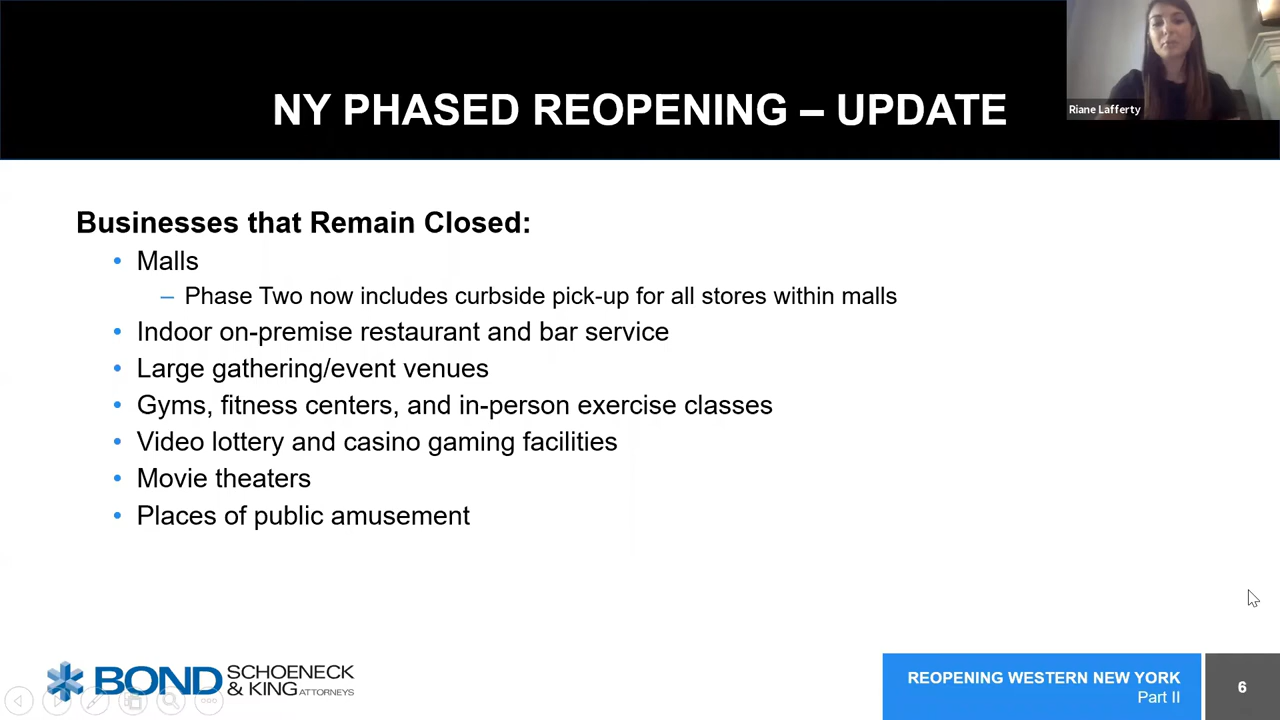 NY PHASED REOPENING – UPDATE
Riane Lafferty
Businesses that Remain Closed:
• Malls
– Phase Two now includes curbside pick-up for all stores within malls
• Indoor on-premise restaurant and bar service
• Large gathering/event venues
• Gyms, fitness centers, and in-person exercise classes
• Video lottery and casino gaming facilities
• Movie theaters
• Places of public amusement
BOND SCHOENECK
& KING ATTORNEYS
REOPENING WESTERN NEW YORK
Part II
6